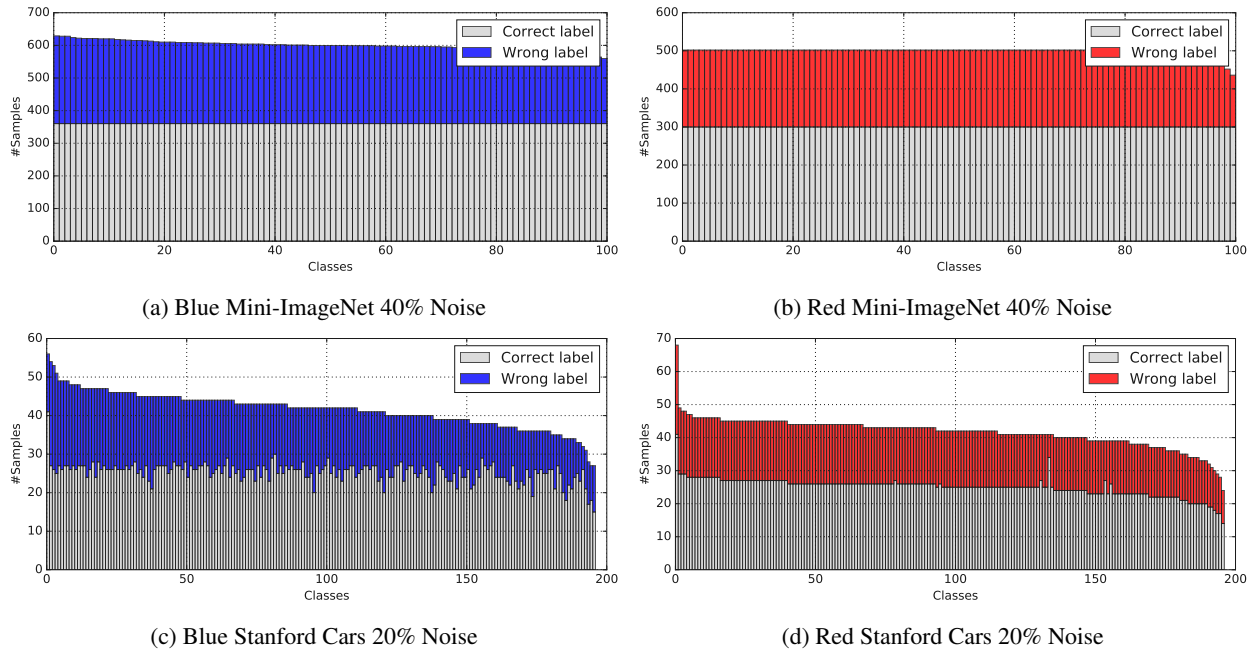 700
600
500
400
300
200
100
0
#Samples
Correct label
Wrong label
0 20 40 60 80 100
Classes
(a) Blue Mini-ImageNet 40% Noise
600
500
400
300
200
100
0
#Samples
Correct label
Wrong label
0 20 40 60 80 100
Classes
(b) Red Mini-ImageNet 40% Noise
60
50
40
30
20
10
0
#Samples
Correct label
Wrong label
0 50 100 150 200
Classes
(c) Blue Stanford Cars 20% Noise
70
60
50
40
30
20
10
0
#Samples
Correct label
Wrong label
0 50 100 150 200
Classes
(d) Red Stanford Cars 20% Noise